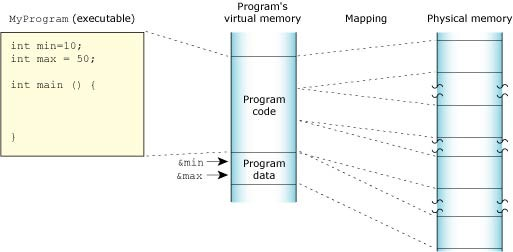 MyProgram (executable)
Program's
virtual memory
Mapping
Physical memory
int min=10;
int max = 50;
int main () {
}
Program
code
&min
&max
Program
data